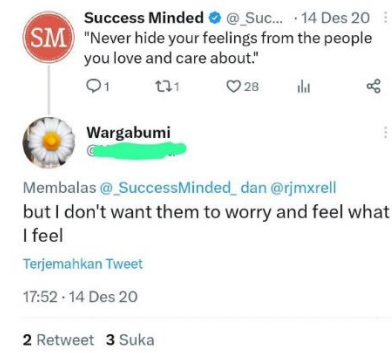 SM
Success Minded @_Suc... · 14 Des 20
"Never hide your feelings from the people
you love and care about."
1 1 28
Wargabumi
@
Membalas @_SuccessMinded_ dan @rjmxrell
but I don't want them to worry and feel what
I feel
Terjemahkan Tweet
17:52 · 14 Des 20
2 Retweet 3 Suka